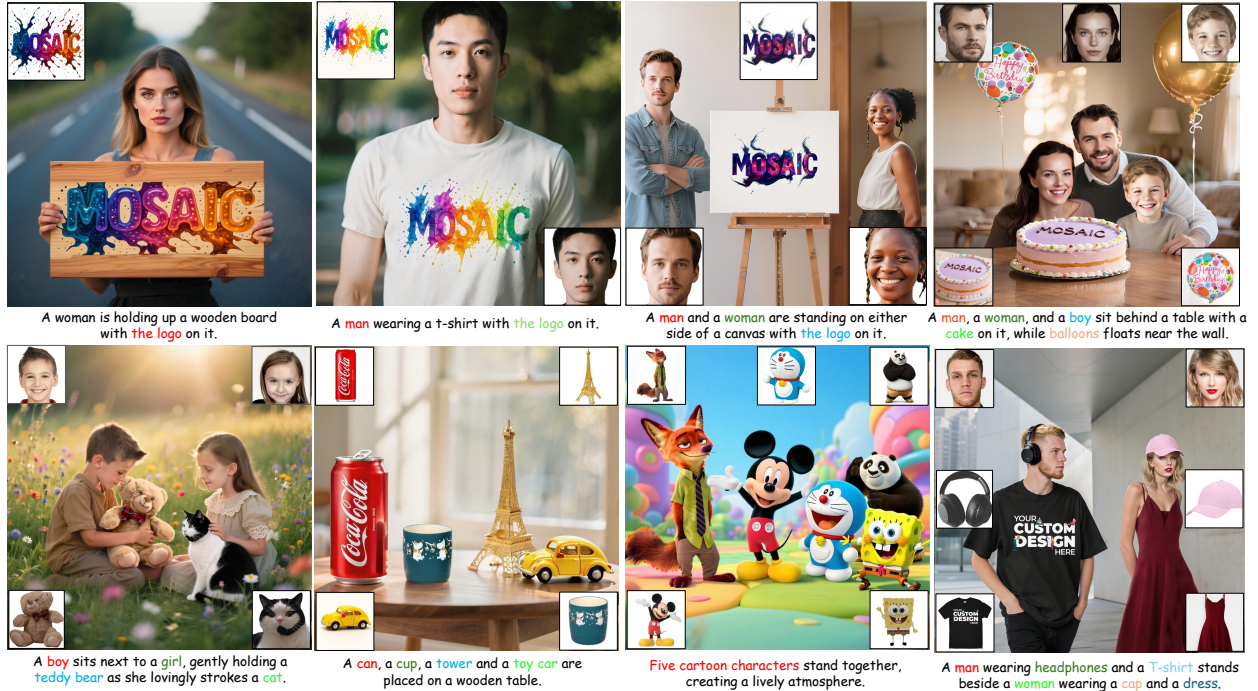 MOSAIC
MOSAIC
A woman is holding up a wooden board
with the logo on it.
MOSAIC
MOSAIC
A man wearing a t-shirt with the logo on it.
MOSAIC
MOSAIC
A man and a woman are standing on either
side of a canvas with the logo on it.
Happy
Birthday
MOSAIC
MOSAIC
Happy
Birthday
A man, a woman, and a boy sit behind a table with a
cake on it, while balloons floats near the wall.
A boy sits next to a girl, gently holding a
teddy bear as she lovingly strokes a cat.
Coca-Cola
Coca-Cola
A can, a cup, a tower and a toy car are
placed on a wooden table.
Five cartoon characters stand together,
creating a lively atmosphere.
YOUR
CUSTOM
DESIGN
HERE
YOUR
CUSTOM
DESIGN
HERE
A man wearing headphones and a T-shirt stands
beside a woman wearing a cap and a dress.